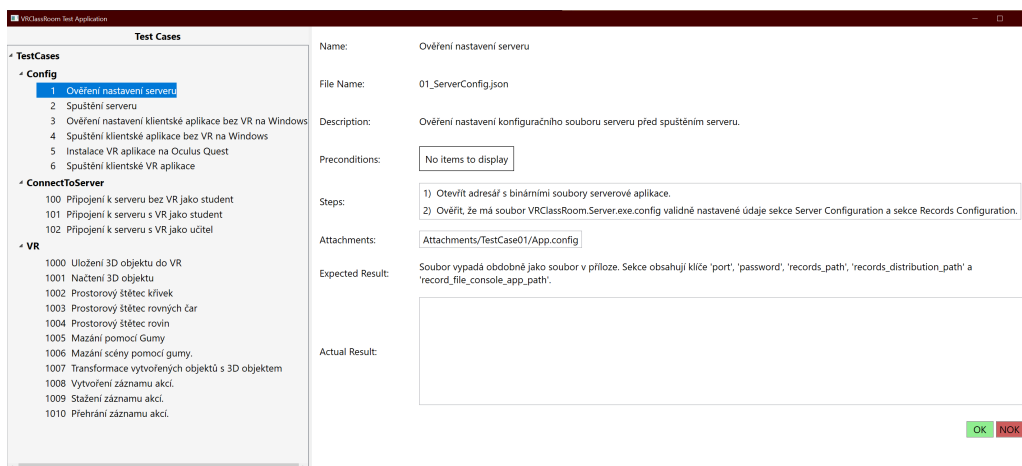 VRClassRoom Test Application
Test Cases
TestCases
Config
1 Ověření nastavení serveru
2 Spuštění serveru
3 Ověření nastavení klientské aplikace bez VR na Windows
4 Spuštění klientské aplikace bez VR na Windows
5 Instalace VR aplikace na Oculus Quest
6 Spuštění klientské VR aplikace
ConnectToServer
100 Připojení k serveru bez VR jako student
101 Připojení k serveru s VR jako student
102 Připojení k serveru s VR jako učitel
VR
1000 Uložení 3D objektu do VR
1001 Načtení 3D objektu
1002 Prostorový štětec křivek
1003 Prostorový štětec rovných čar
1004 Prostorový štětec rovin
1005 Mazání pomocí Gumy
1006 Mazání scény pomocí gumy.
1007 Transformace vytvořených objektů s 3D objektem
1008 Vytvoření záznamu akcí.
1009 Stažení záznamu akcí.
1010 Přehrání záznamu akcí.
Name: Ověření nastavení serveru
File Name: 01_ServerConfig.json
Description: Ověření nastavení konfiguračního souboru serveru před spuštěním serveru.
Preconditions: No items to display
Steps:
1) Otevřít adresář s binárními soubory serverové aplikace.
2) Ověřit, že má soubor VRClassRoom.Server.exe.config validně nastavené údaje sekce Server Configuration a sekce Records Configuration.
Attachments: Attachments/TestCase01/App.config
Expected Result: Soubor vypadá obdobně jako soubor v příloze. Sekce obsahují klíče 'port', 'password', 'records_path', 'records_distribution_path' a
'record_file_console_app_path'.
Actual Result:
OK NOK